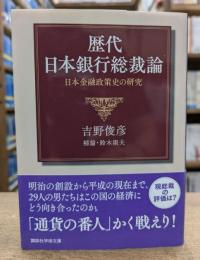 歴代
日本銀行総裁論
日本金融政策史の研究
吉野俊彦
補論・鈴木淑夫
明治の創設から平成の現在まで、
29人の男たちはこの国の経済に
どう向き合ったのか。
「通貨の番人」かく戦えり!
現総裁の
評価は?
講談社学術文庫